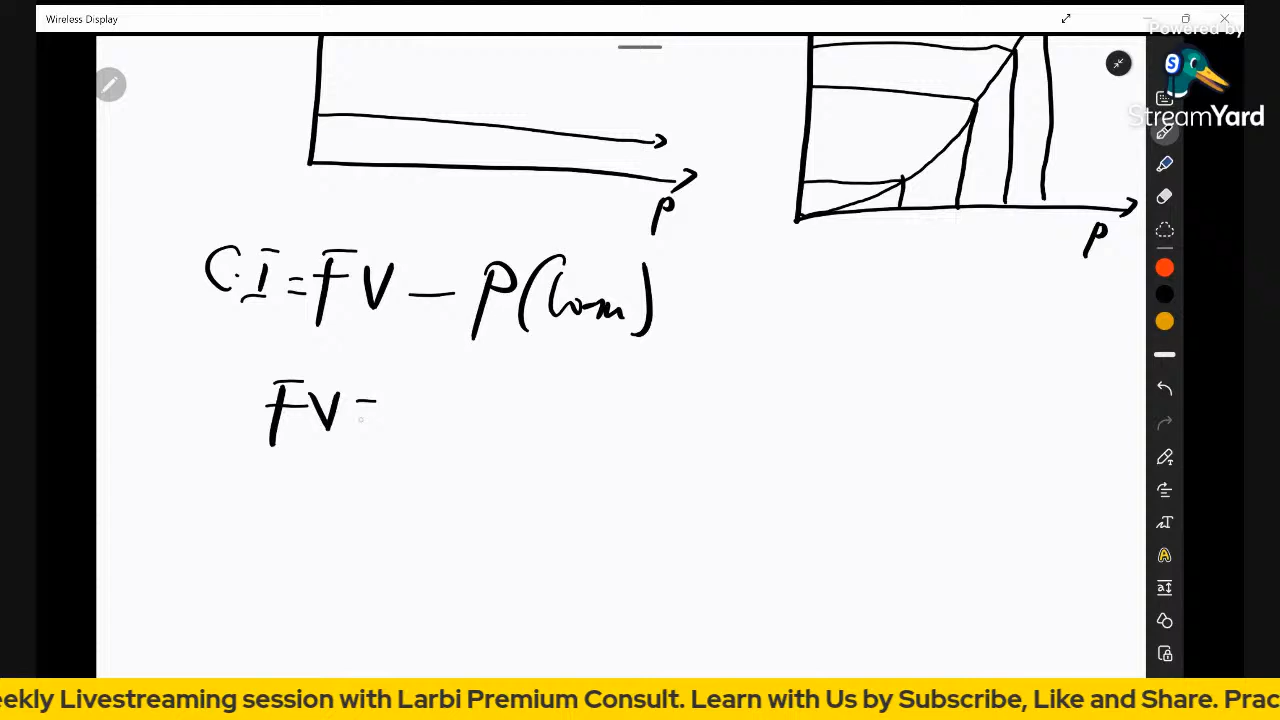 Wireless Display
Powered by
S
StreamYard
P
P
C.I = FV - P(Loan)
FV =
eekly Livestreaming session with Larbi Premium Consult. Learn with Us by Subscribe, Like and Share. Prac